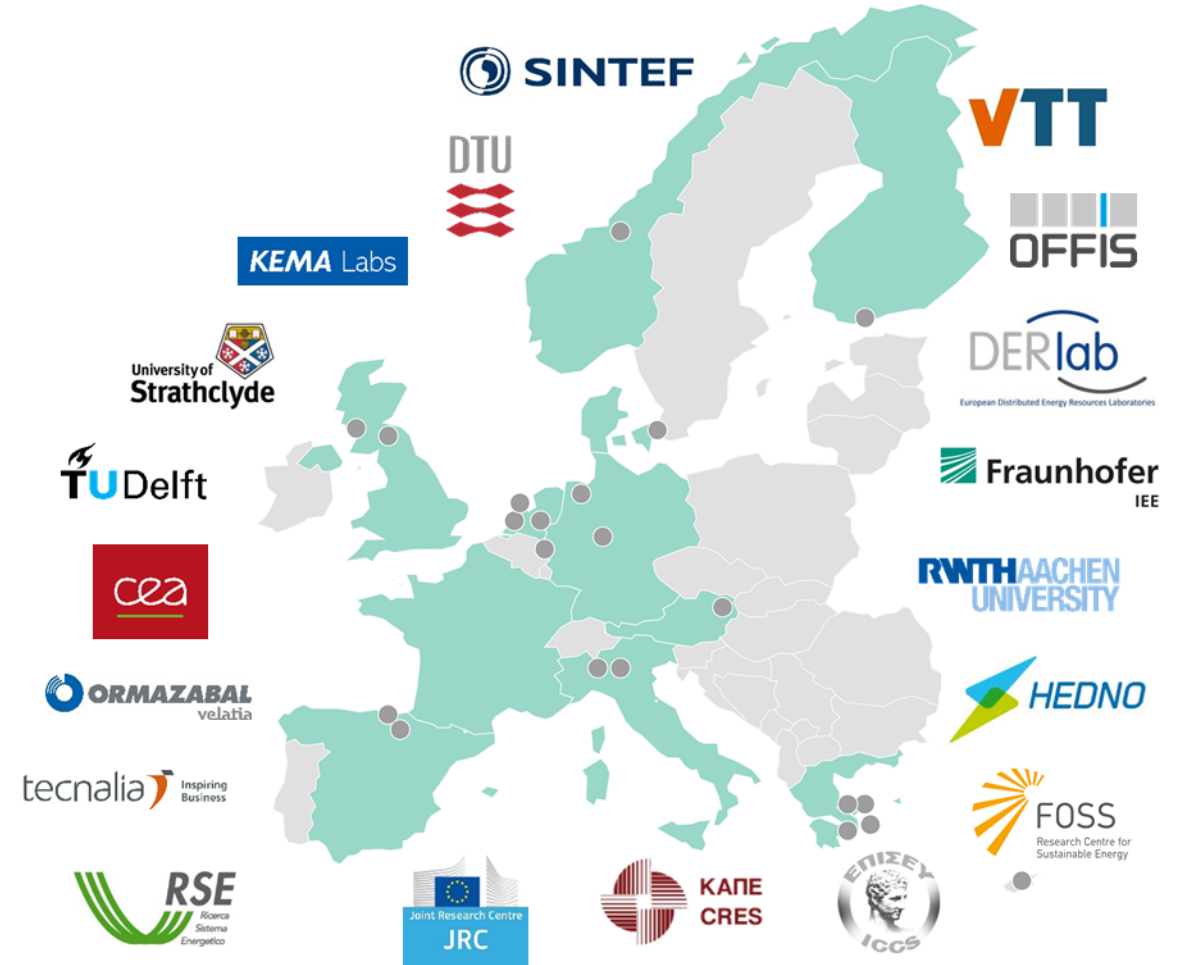 SINTEF
VTT
DTU
OFFIS
KEMA Labs
DERlab
European Distributed Energy Resources Laboratories
University of
Strathclyde
TU Delft
Fraunhofer
IEE
cea
RWTHAACHEN
UNIVERSITY
ORMAZABAL
velatia
HEDNO
tecnalia
Inspiring
Business
FOSS
Research Centre for
Sustainable Energy
RSE
Ricerca
Sistema
Energetico
Joint Research Centre
JRC
ΚΑΠΕ
CRES
ΕΠΙΣΕΥ
ICCS